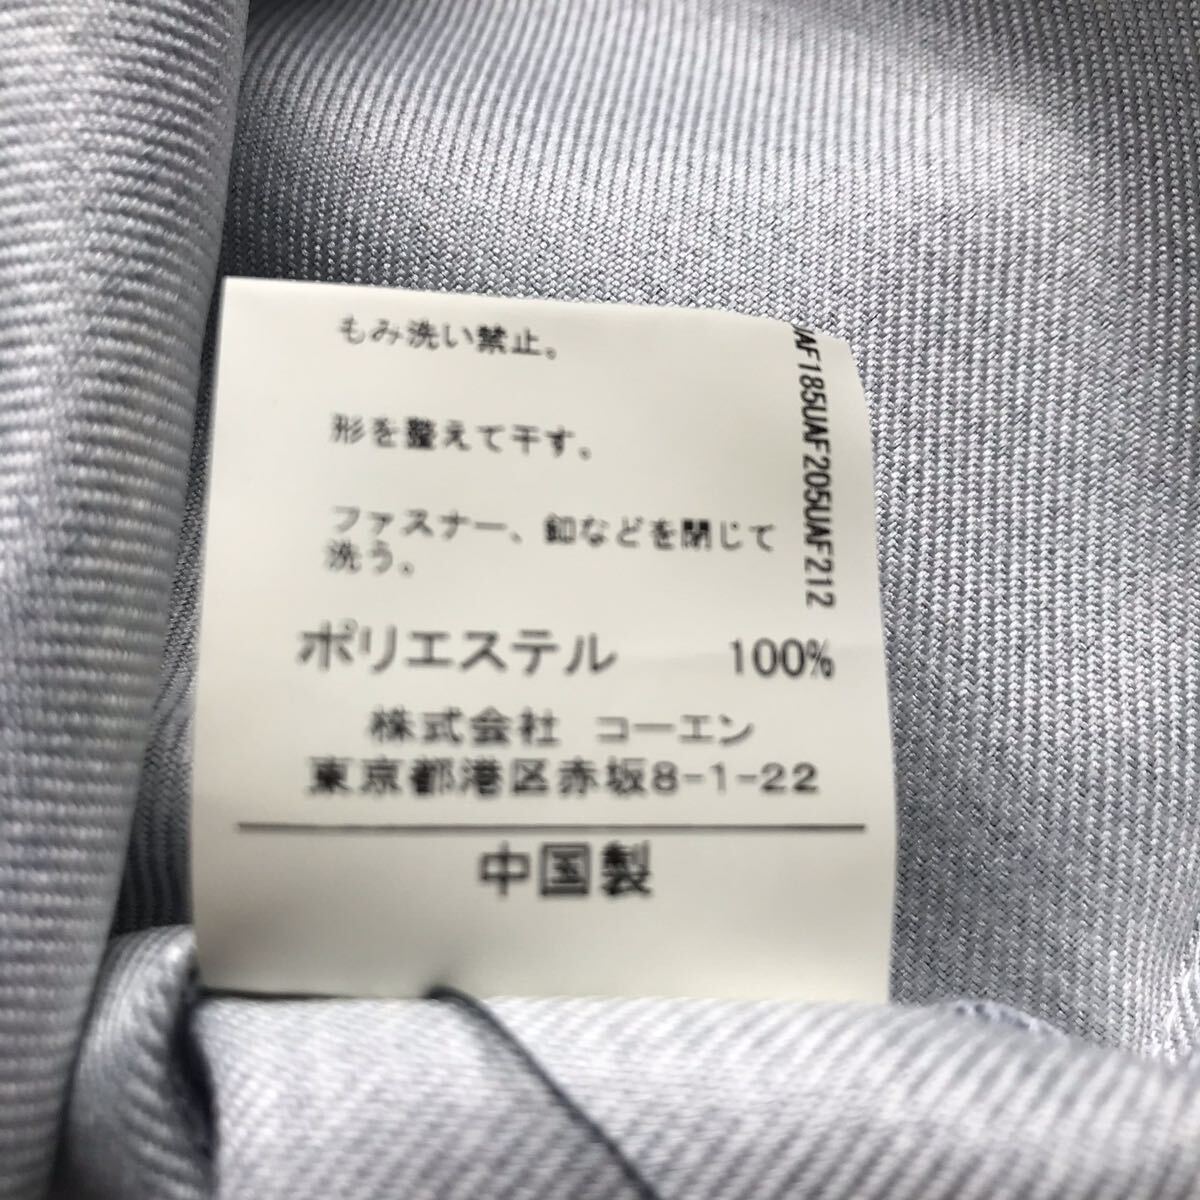 もみ洗い禁止。
形を整えて干す。
ファスナー、釦などを閉じて
洗う。
ポリエステル 100%
株式会社 コーエン
東京都港区赤坂8-1-22
中国製
AF185UAF205UAF212